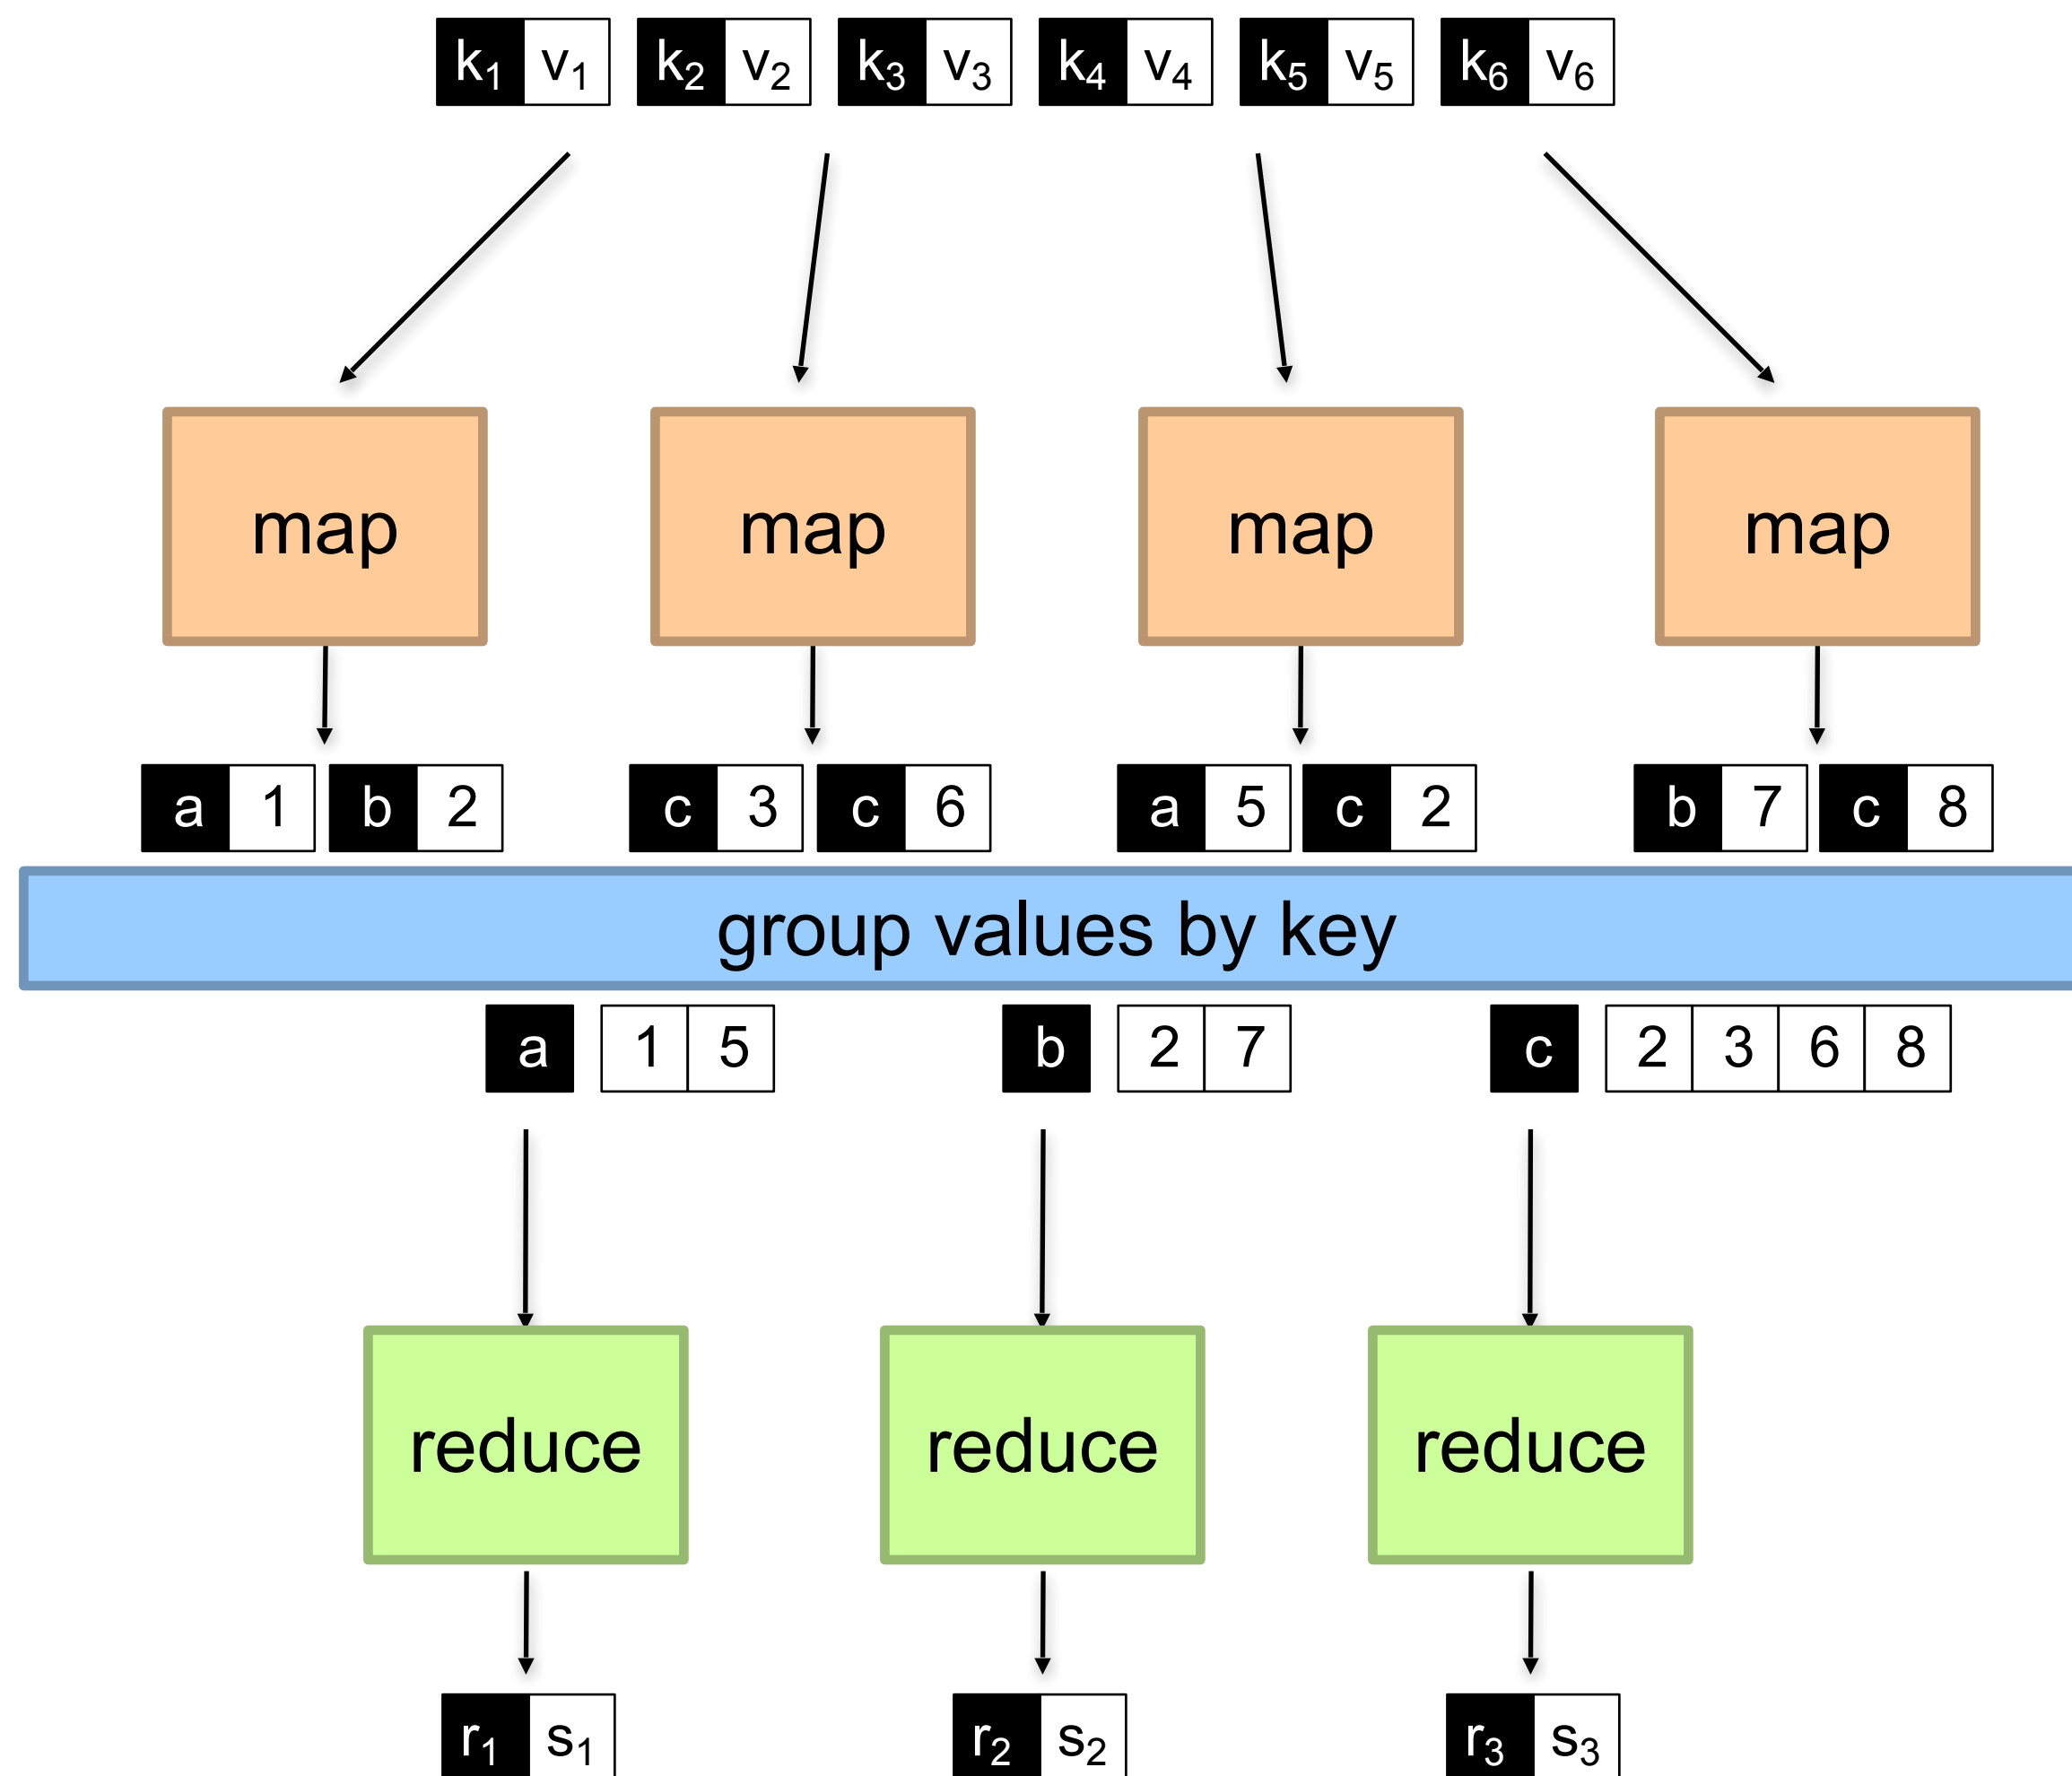 k1 v1 k2 v2 k3 v3 k4 v4 k5 v5 k6 v6
map map map map
a 1 b 2 c 3 c 6 a 5 c 2 b 7 c 8
group values by key
a 1 5 b 2 7 c 2 3 6 8
reduce reduce reduce
r1 s1 r2 s2 r3 s3